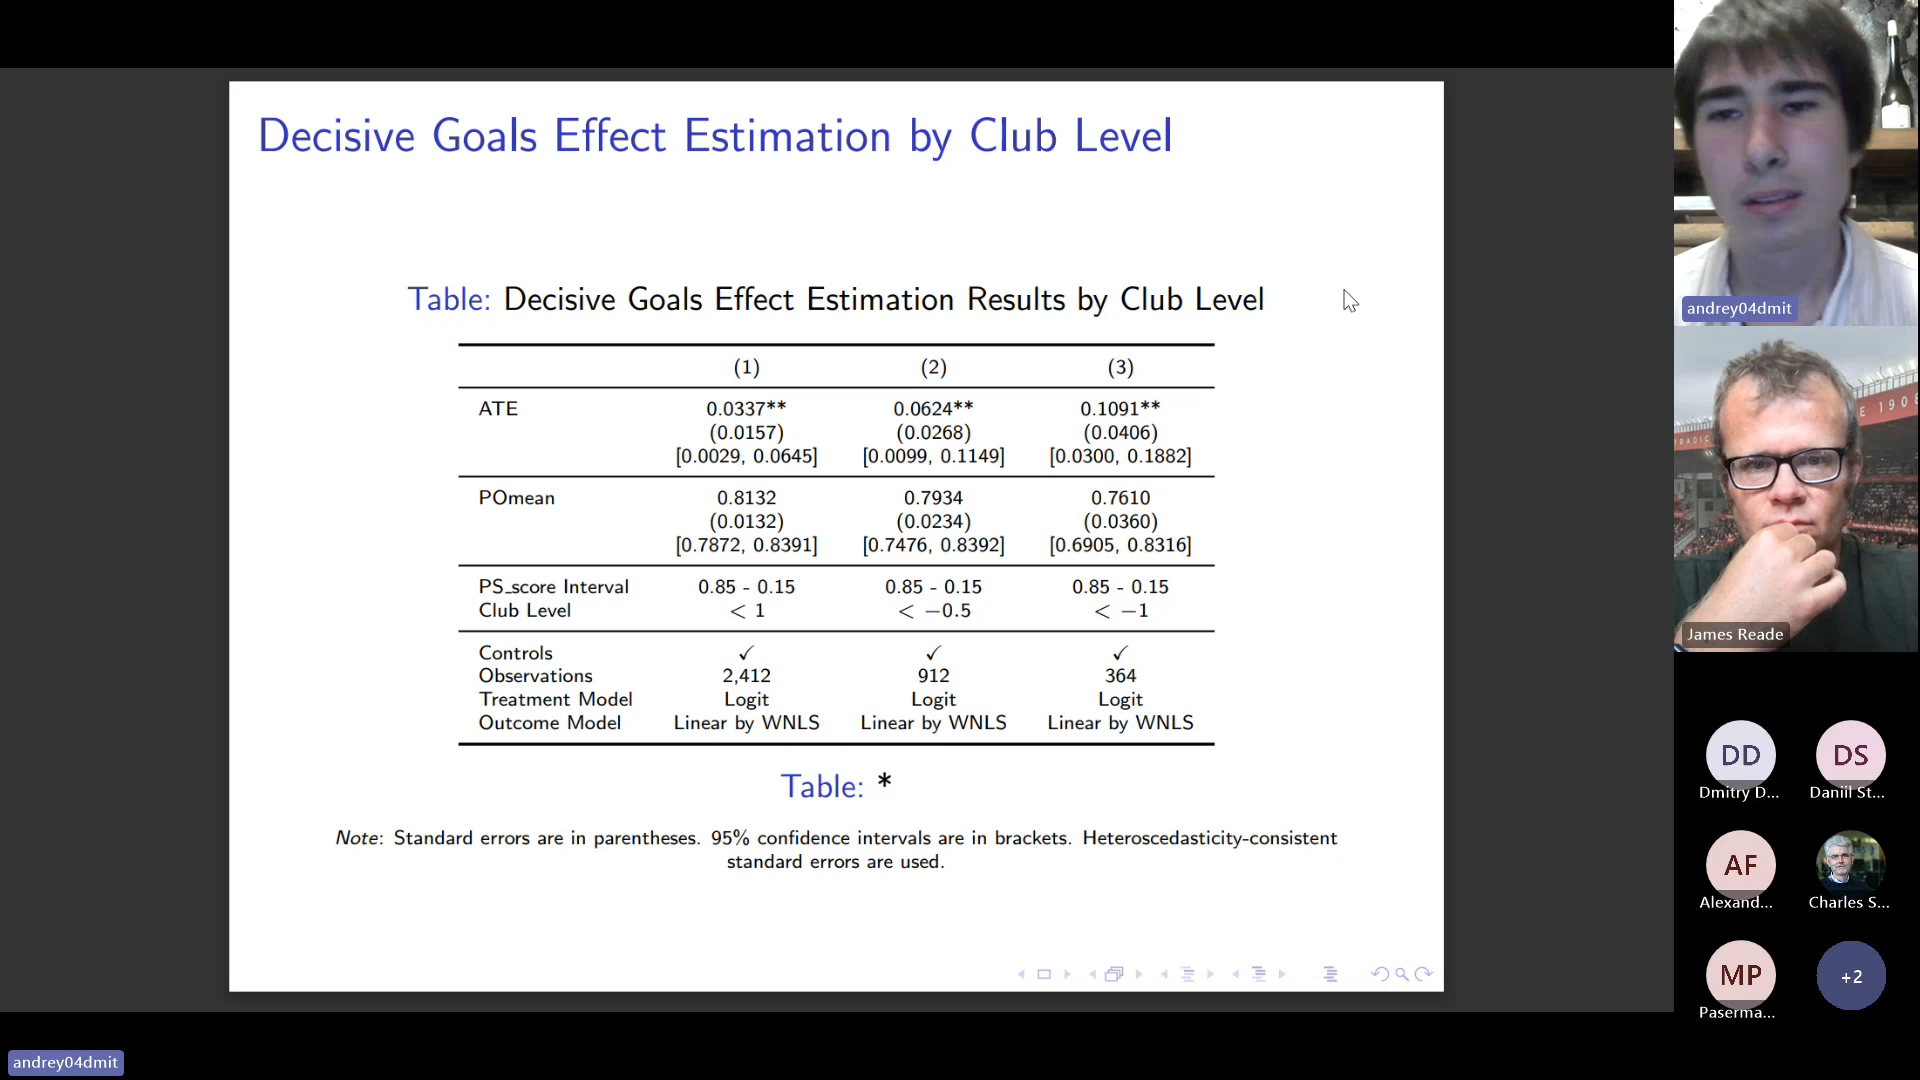 Decisive Goals Effect Estimation by Club Level
Table: Decisive Goals Effect Estimation Results by Club Level
(1) (2) (3)
ATE 0.0337** 0.0624** 0.1091**
(0.0157) (0.0268) (0.0406)
[0.0029, 0.0645] [0.0099, 0.1149] [0.0300, 0.1882]
POmean 0.8132 0.7934 0.7610
(0.0132) (0.0234) (0.0360)
[0.7872, 0.8391] [0.7476, 0.8392] [0.6905, 0.8316]
PS_score Interval 0.85 - 0.15 0.85 - 0.15 0.85 - 0.15
Club Level < 1 < −0.5 < −1
Controls ✓ ✓ ✓
Observations 2,412 912 364
Treatment Model Logit Logit Logit
Outcome Model Linear by WNLS Linear by WNLS Linear by WNLS
Table: *
Note: Standard errors are in parentheses. 95% confidence intervals are in brackets. Heteroscedasticity-consistent
standard errors are used.
andrey04dmit
E 1908
TRADIC
James Reade
DD DS
Dmitry D... Daniil St...
AF
Alexand... Charles S...
MP +2
Paserma...
andrey04dmit